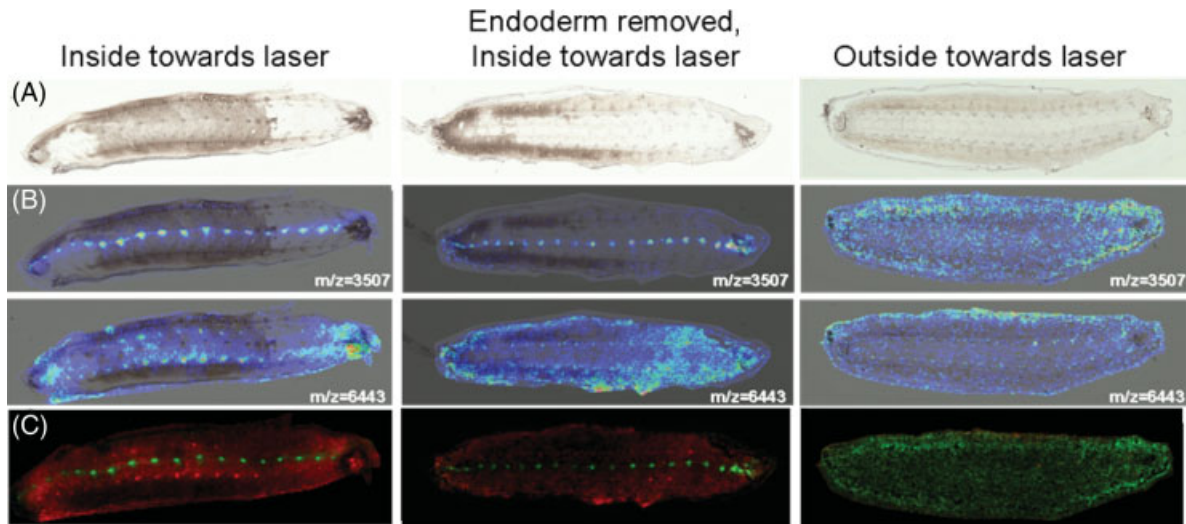 Inside towards laser
Endoderm removed,
Inside towards laser
Outside towards laser
(A)
(B)
m/z=3507
m/z=3507
m/z=3507
m/z=6443
m/z=6443
m/z=6443
(C)